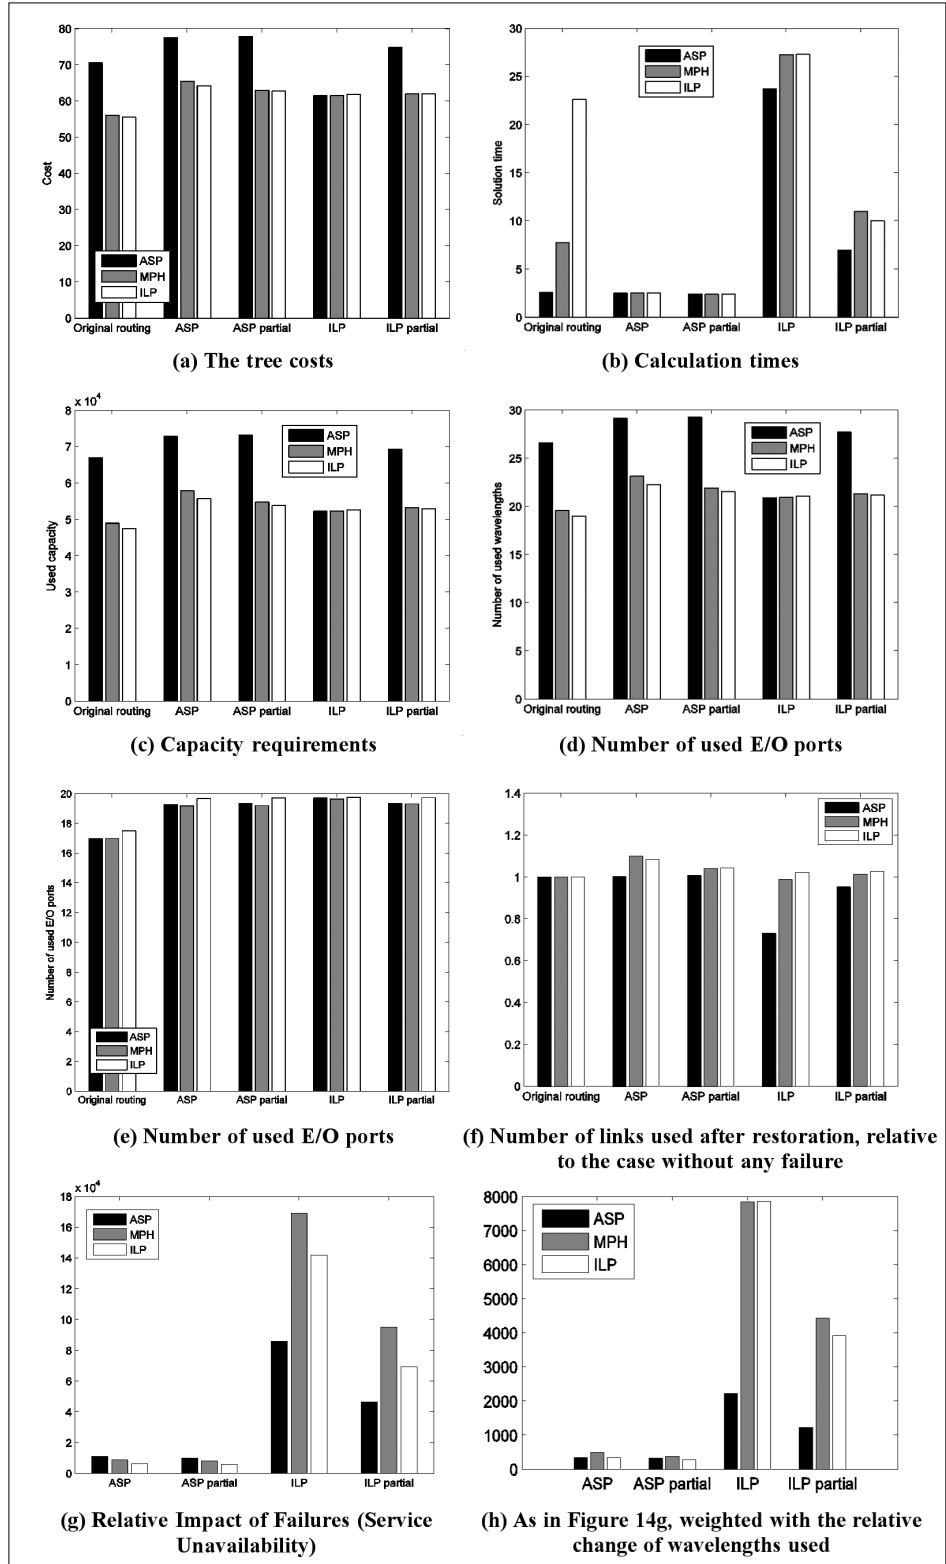 80
70
60
50
40
30
20
10
0
Cost
ASP
MPH
ILP
Original routing ASP ASP partial ILP ILP partial
(a) The tree costs
30
25
20
15
10
5
0
Solution time
ASP
MPH
ILP
Original routing ASP ASP partial ILP ILP partial
(b) Calculation times
x 10⁴
8
7
6
5
4
3
2
1
0
Used capacity
ASP
MPH
ILP
Original routing ASP ASP partial ILP ILP partial
(c) Capacity requirements
30
25
20
15
10
5
0
Number of used wavelengths
ASP
MPH
ILP
Original routing ASP ASP partial ILP ILP partial
(d) Number of used E/O ports
20
18
16
14
12
10
8
6
4
2
0
Number of used E/O ports
ASP
MPH
ILP
Original routing ASP ASP partial ILP ILP partial
(e) Number of used E/O ports
1.4
1.2
1
0.8
0.6
0.4
0.2
0
ASP
MPH
ILP
Original routing ASP ASP partial ILP ILP partial
(f) Number of links used after restoration, relative
to the case without any failure
x 10⁴
18
16
14
12
10
8
6
4
2
0
ASP
MPH
ILP
ASP ASP partial ILP ILP partial
(g) Relative Impact of Failures (Service
Unavailability)
8000
7000
6000
5000
4000
3000
2000
1000
0
ASP
MPH
ILP
ASP ASP partial ILP ILP partial
(h) As in Figure 14g, weighted with the relative
change of wavelengths used